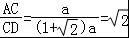 AC/CD = a/((1+√2)a) = √2